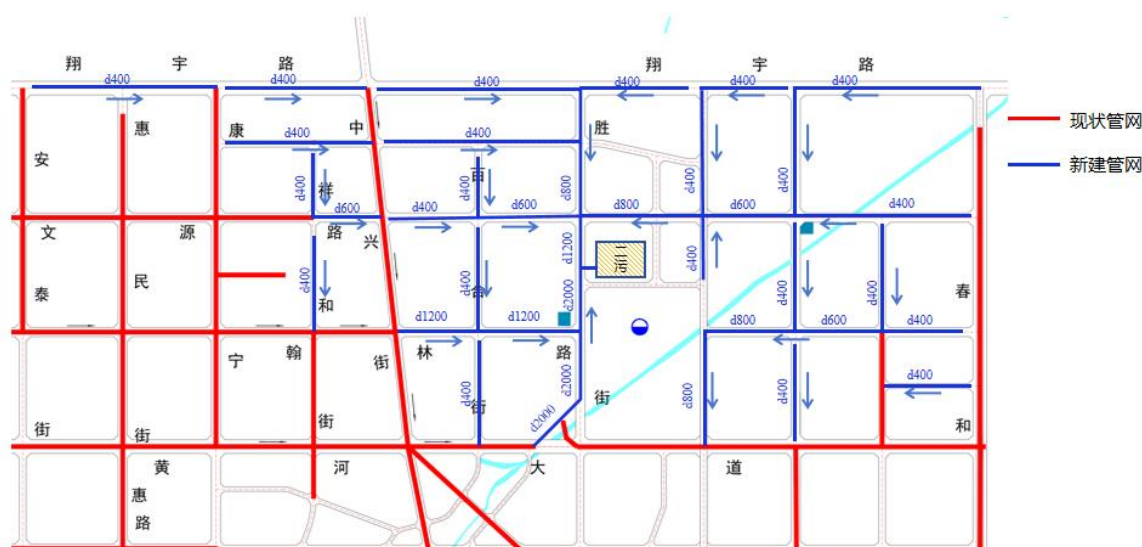 翔 宇 路 翔 宇 路
d400 d400 d400 d400 d400 d400
现状管网
惠 康 中 胜
新建管网
d400 d400
安
d400 祥 d400 百 d800 d400 d400
d600 d400 d600 d800 d600 d400
文 源 路 兴
d1200 二污 d400
泰 民 d400 和 d400 合 d2000 d400 d400 春
d1200 d1200 d800 d600 d400
宁 翰 街 林 路
d400 d2000 d800 d400 d400
街 街 街 街 d2000 街 和
黄 河 大 道
惠
路